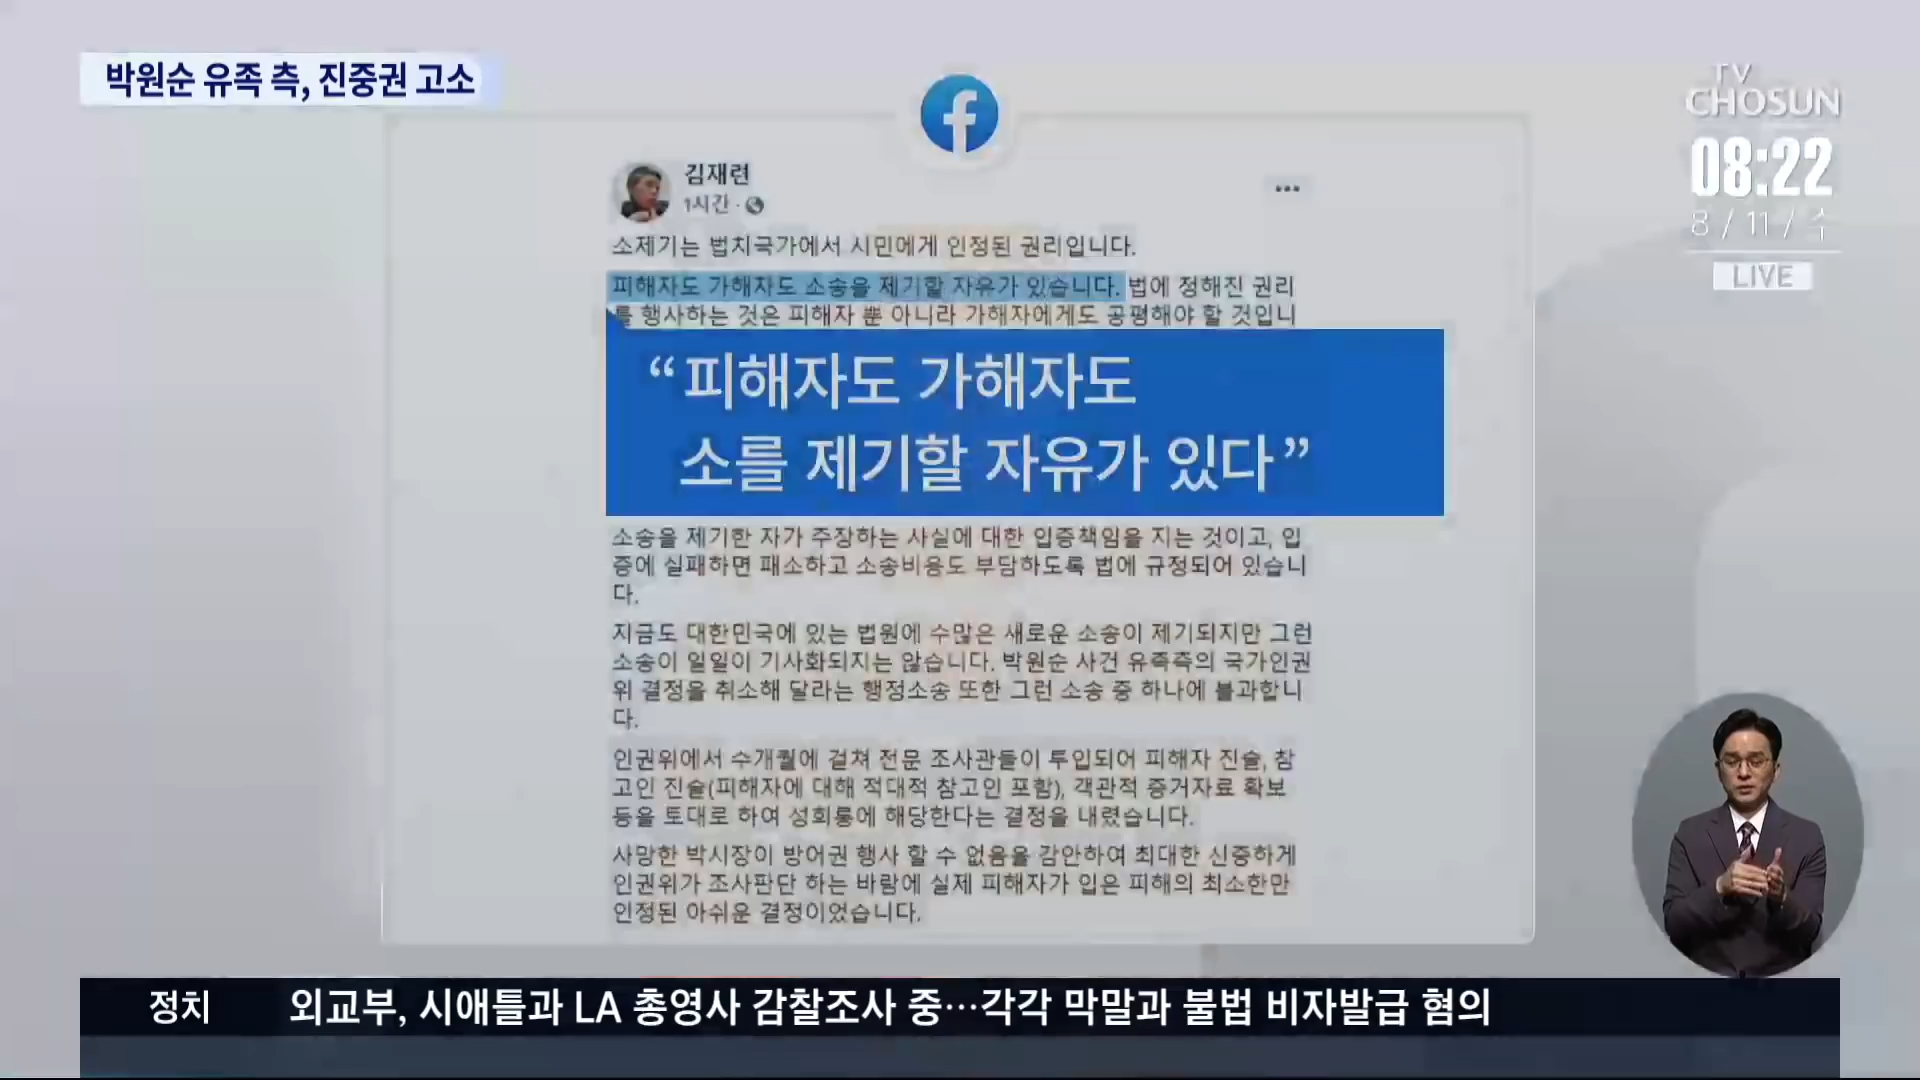 박원순 유족 측, 진중권 고소
TV
CHOSUN
08:22
8 / 11 / 수
LIVE
김재련
1시간 ·
소제기는 법치국가에서 시민에게 인정된 권리입니다.
피해자도 가해자도 소송을 제기할 자유가 있습니다. 법에 정해진 권리
를 행사하는 것은 피해자 뿐 아니라 가해자에게도 공평해야 할 것입니
“피해자도 가해자도
소를 제기할 자유가 있다”
소송을 제기한 자가 주장하는 사실에 대한 입증책임을 지는 것이고, 입
증에 실패하면 패소하고 소송비용도 부담하도록 법에 규정되어 있습니
다.
지금도 대한민국에 있는 법원에 수많은 새로운 소송이 제기되지만 그런
소송이 일일이 기사화되지는 않습니다. 박원순 사건 유족측의 국가인권
위 결정을 취소해 달라는 행정소송 또한 그런 소송 중 하나에 불과합니
다.
인권위에서 수개월에 걸쳐 전문 조사관들이 투입되어 피해자 진술, 참
고인 진술(피해자에 대해 적대적 참고인 포함), 객관적 증거자료 확보
등을 토대로 하여 성희롱에 해당한다는 결정을 내렸습니다.
사망한 박시장이 방어권 행사 할 수 없음을 감안하여 최대한 신중하게
인권위가 조사판단 하는 바람에 실제 피해자가 입은 피해의 최소한만
인정된 아쉬운 결정이었습니다.
정치 외교부, 시애틀과 LA 총영사 감찰조사 중…각각 막말과 불법 비자발급 혐의